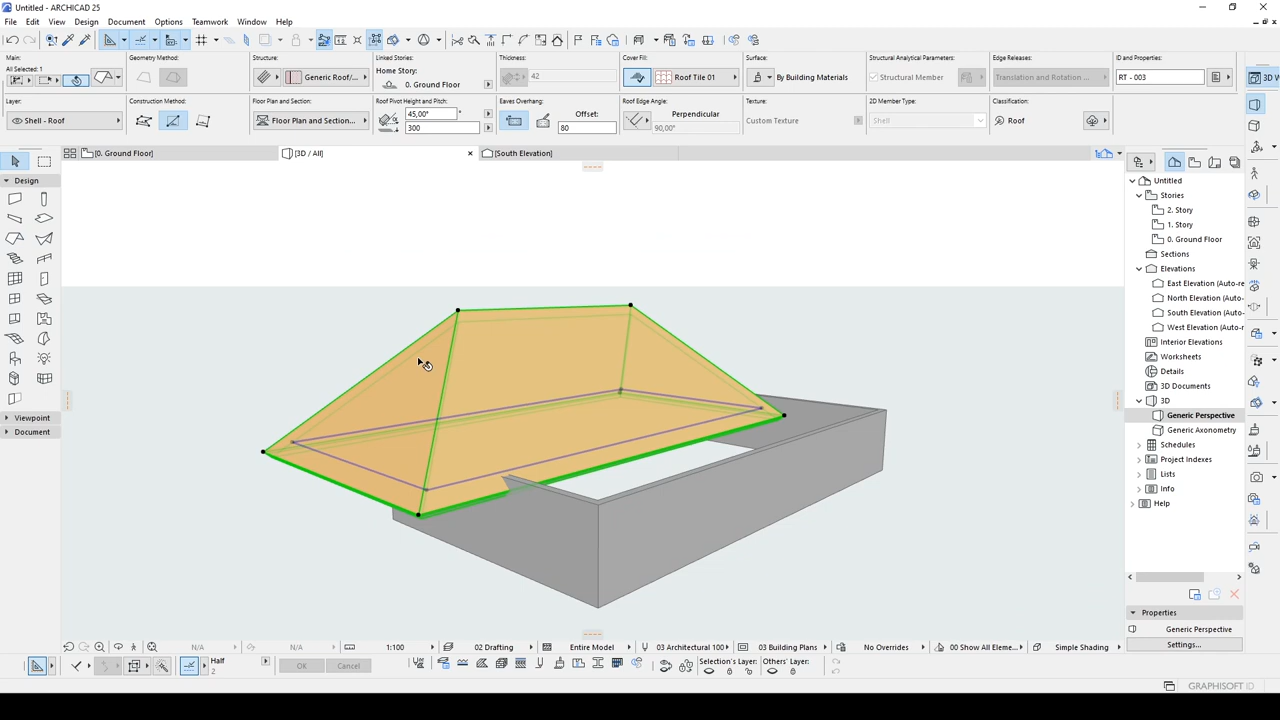 Untitled - ARCHICAD 25
File Edit View Design Document Options Teamwork Window Help
Main:
All Selected: 1
Geometry Method:
Structure:
Generic Roof/...
Linked Stories:
Home Story:
0. Ground Floor
Thickness:
42
Cover Fill:
Roof Tile 01
Surface:
By Building Materials
Structural Analytical Parameters:
Structural Member
Edge Releases:
Translation and Rotation ...
ID and Properties:
RT - 003
3D W
Layer:
Shell - Roof
Construction Method:
Floor Plan and Section:
Floor Plan and Section...
Roof Pivot Height and Pitch:
45,00°
300
Eaves Overhang:
Offset:
80
Roof Edge Angle:
Perpendicular
90,00°
Texture:
Custom Texture
2D Member Type:
Shell
Classification:
Roof
[0. Ground Floor] [3D / All] [South Elevation]
Design
Viewpoint
Document
Untitled
Stories
2. Story
1. Story
0. Ground Floor
Sections
Elevations
East Elevation (Auto-re
North Elevation (Auto-
South Elevation (Auto-
West Elevation (Auto-r
Interior Elevations
Worksheets
Details
3D Documents
3D
Generic Perspective
Generic Axonometry
Schedules
Project Indexes
Lists
Info
Help
Properties
Generic Perspective
Settings...
N/A N/A 1:100 02 Drafting Entire Model 03 Architectural 100 03 Building Plans No Overrides 00 Show All Eleme... Simple Shading
Half
2
OK Cancel
Selection's Layer: Others' Layer:
GRAPHISOFT ID